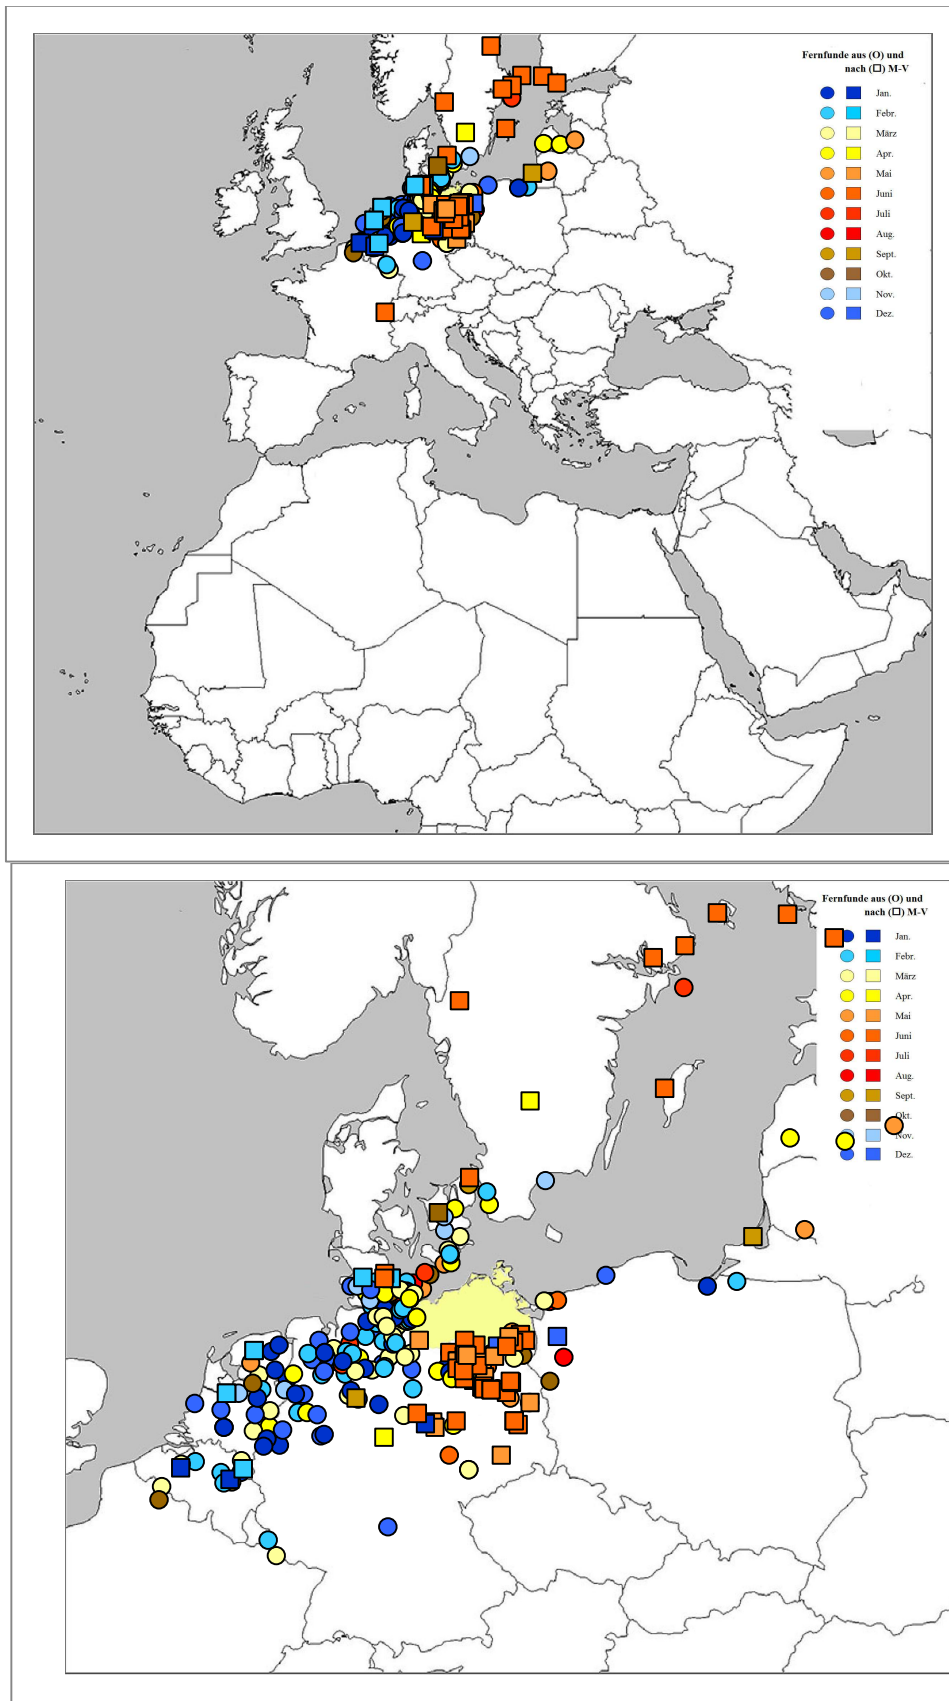 Fernfunde aus (O) und
nach (□) M-V
Jan.
Febr.
März
Apr.
Mai
Juni
Juli
Aug.
Sept.
Okt.
Nov.
Dez.
Fernfunde aus (O) und
nach (□) M-V
Jan.
Febr.
März
Apr.
Mai
Juni
Juli
Aug.
Sept.
Okt.
Nov.
Dez.